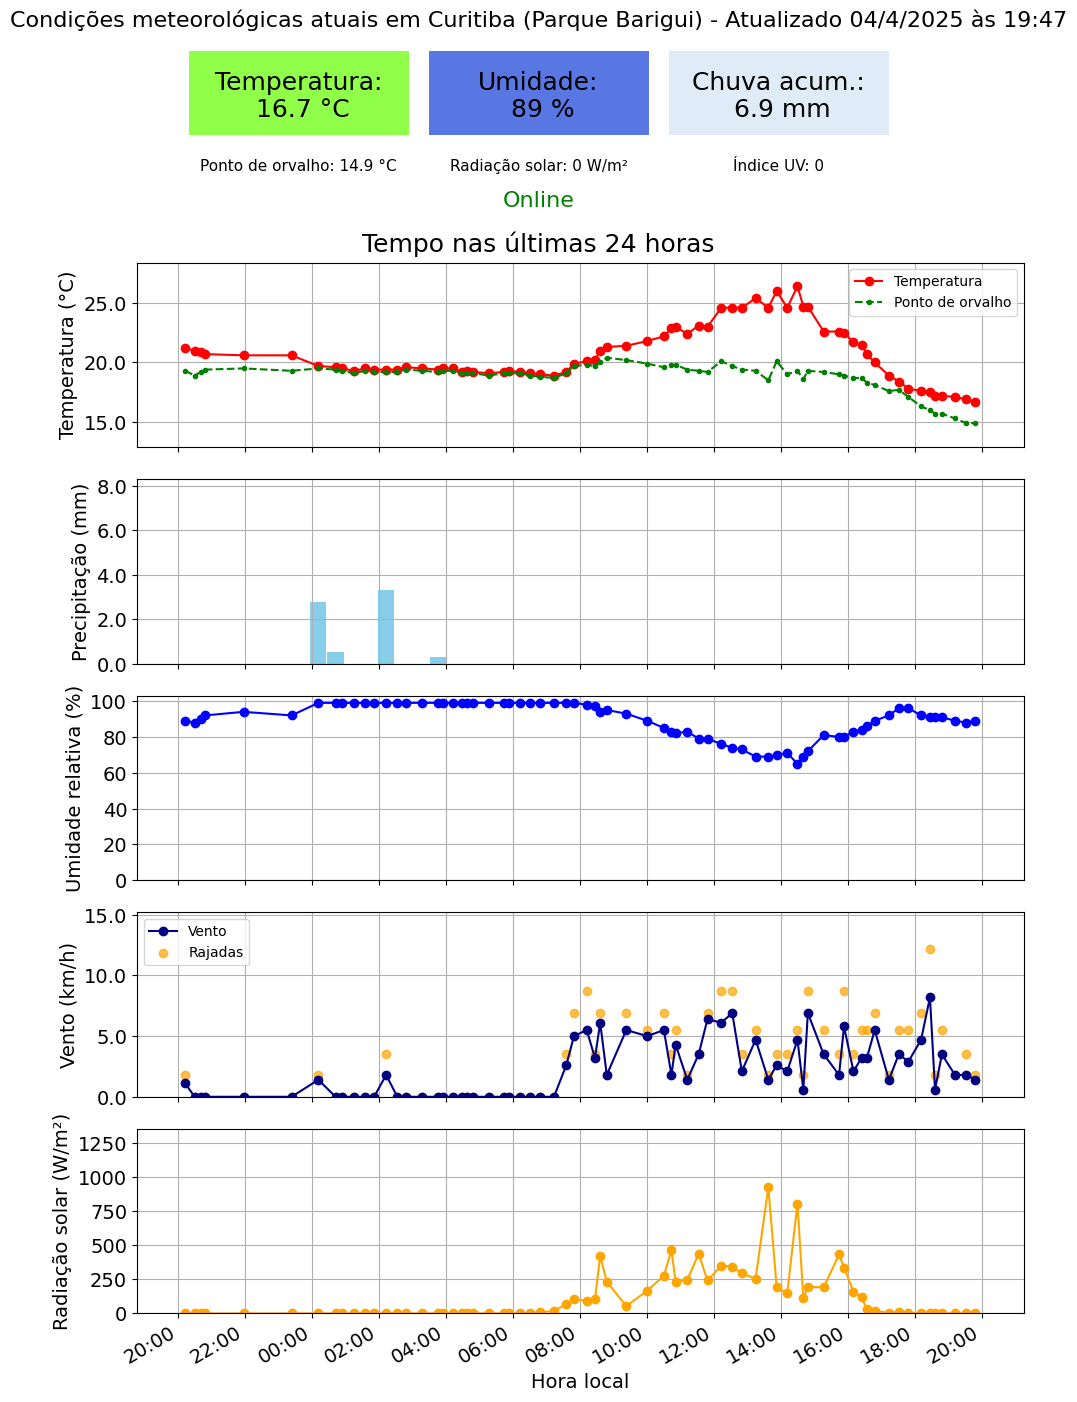 Condições meteorológicas atuais em Curitiba (Parque Barigui) - Atualizado 04/4/2025 às 19:47
Temperatura:
16.7 °C
Umidade:
89 %
Chuva acum.:
6.9 mm
Ponto de orvalho: 14.9 °C
Radiação solar: 0 W/m²
Índice UV: 0
Online
Tempo nas últimas 24 horas
Temperatura (°C)
25.0
20.0
15.0
Temperatura
Ponto de orvalho
Precipitação (mm)
8.0
6.0
4.0
2.0
0.0
Umidade relativa (%)
100
80
60
40
20
0
Vento (km/h)
15.0
10.0
5.0
0.0
Vento
Rajadas
Radiação solar (W/m²)
1250
1000
750
500
250
0
20:00
22:00
00:00
02:00
04:00
06:00
08:00
10:00
12:00
14:00
16:00
18:00
20:00
Hora local